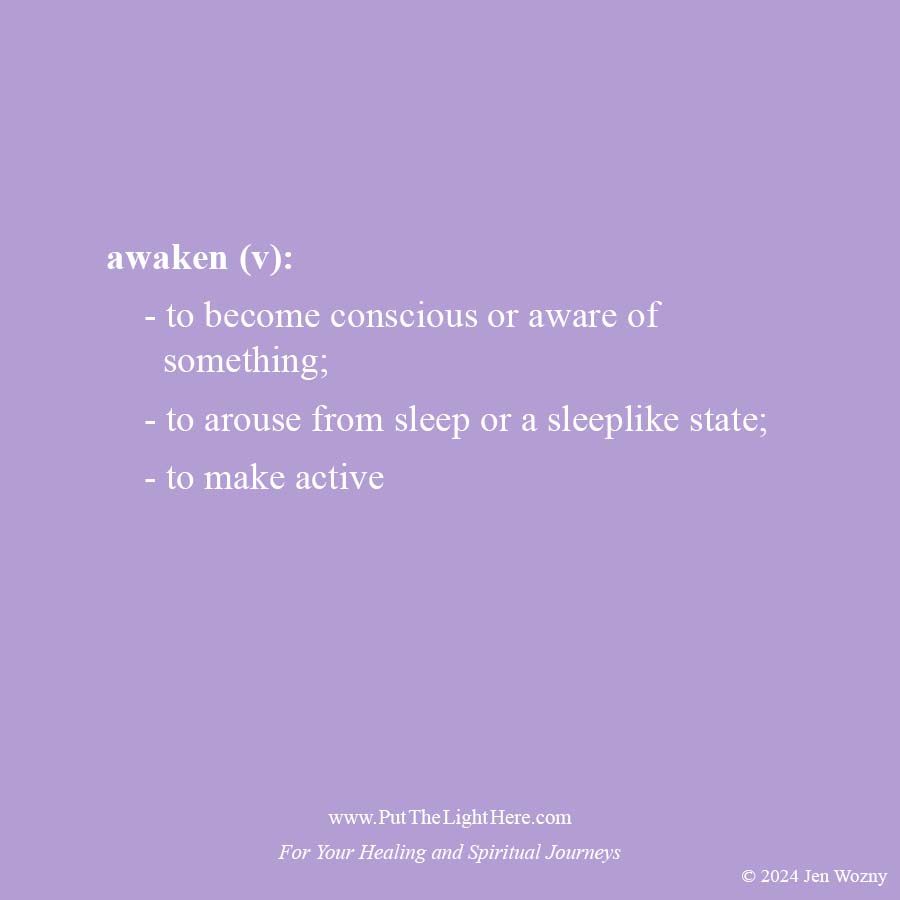 awaken (v):
- to become conscious or aware of
something;
- to arouse from sleep or a sleeplike state;
- to make active
www.PutTheLightHere.com
For Your Healing and Spiritual Journeys
© 2024 Jen Wozny